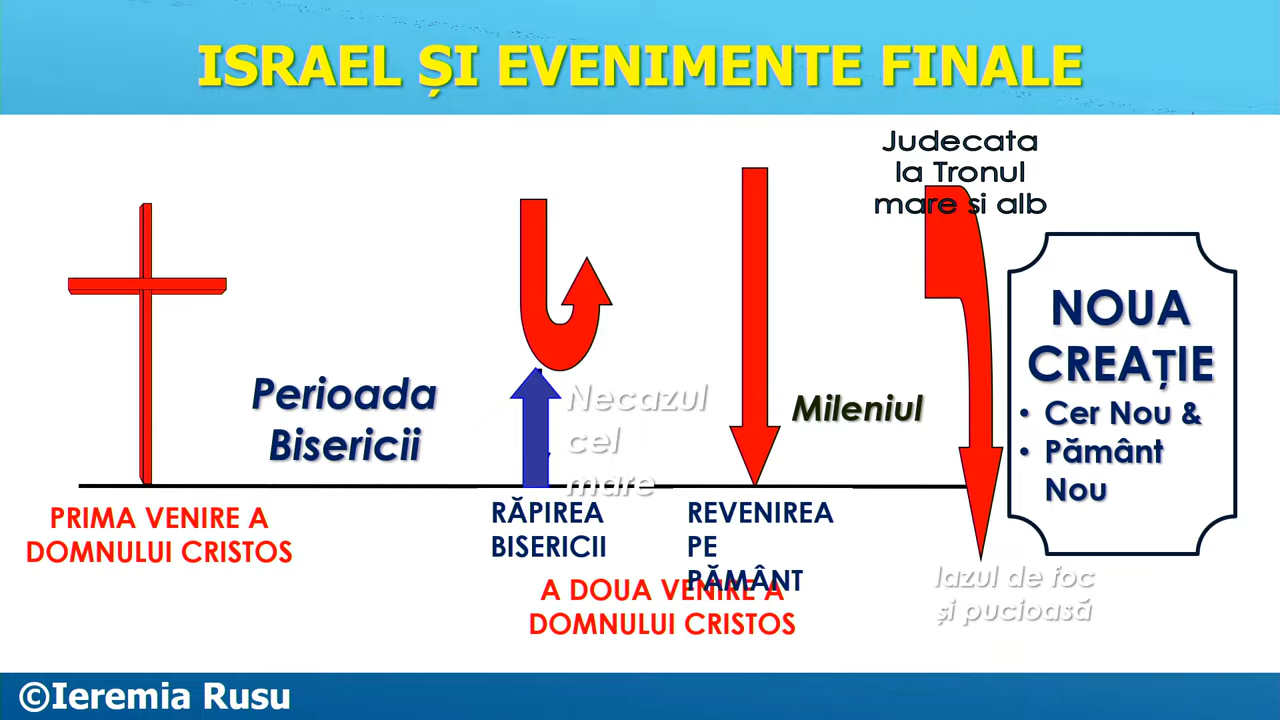 ISRAEL ȘI EVENIMENTE FINALE
Judecata
la Tronul
mare si alb
NOUA
CREAȚIE
• Cer Nou &
• Pământ
Nou
Perioada
Bisericii
Necazul
cel
mare
Mileniul
PRIMA VENIRE A
DOMNULUI CRISTOS
RĂPIREA
BISERICII
REVENIREA
PE
PĂMÂNT
A DOUA VENIRE A
DOMNULUI CRISTOS
Iazul de foc
și pucioasă
©Ieremia Rusu